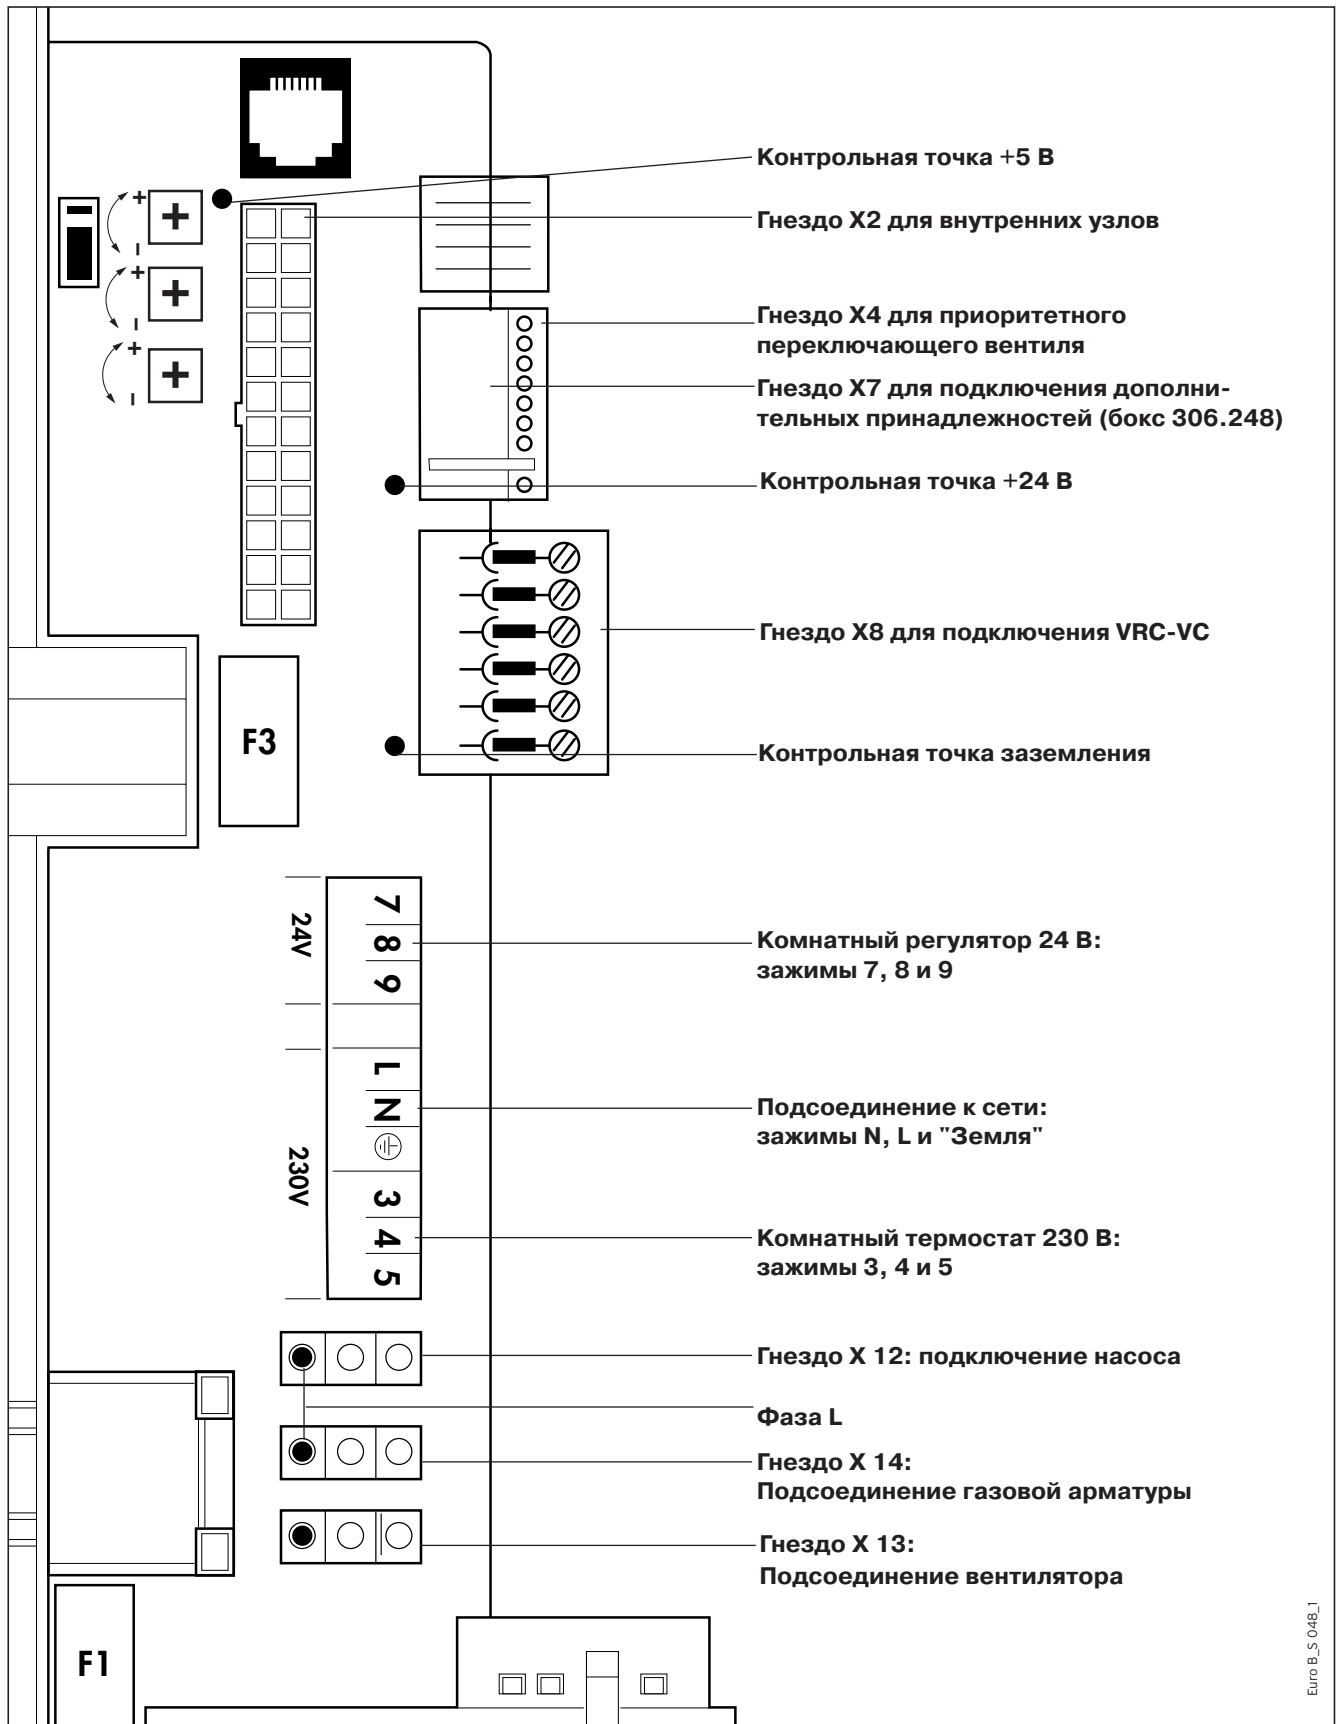 Контрольная точка +5 В
Гнездо X2 для внутренних узлов
Гнездо X4 для приоритетного
переключающего вентиля
Гнездо X7 для подключения дополни-
тельных принадлежностей (бокс 306.248)
Контрольная точка +24 В
Гнездо X8 для подключения VRC-VC
F3
Контрольная точка заземления
24V
7
8
9
Комнатный регулятор 24 В:
зажимы 7, 8 и 9
230V
L
N
Подсоединение к сети:
зажимы N, L и "Земля"
3
4
5
Комнатный термостат 230 В:
зажимы 3, 4 и 5
Гнездо X 12: подключение насоса
Фаза L
Гнездо X 14:
Подсоединение газовой арматуры
Гнездо X 13:
Подсоединение вентилятора
F1
Euro B_S 048_1